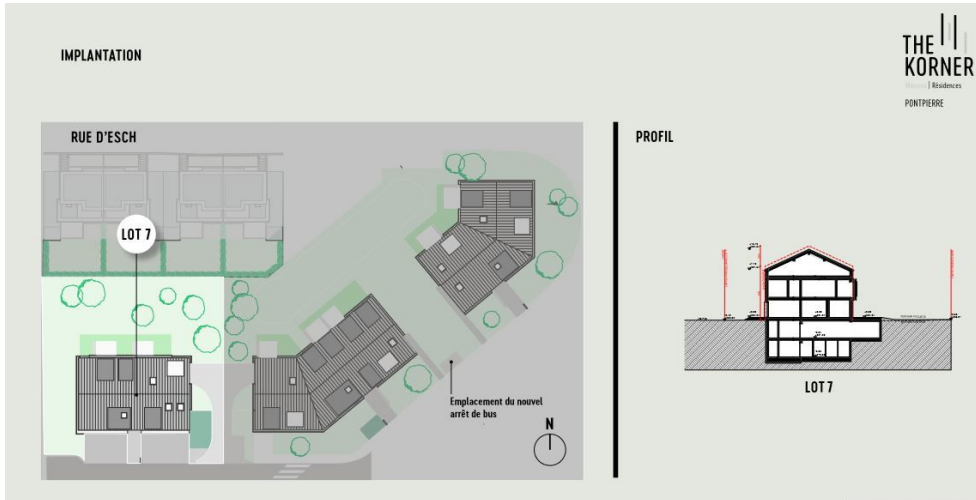 IMPLANTATION
THE
KORNER
| Résidences
PONTPIERRE
RUE D'ESCH
LOT 7
Emplacement du nouvel
arrêt de bus
N
PROFIL
LOT 7